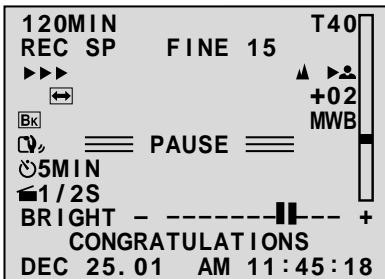 120MIN T40
REC SP FINE 15
+02
BK MWB
PAUSE
5MIN
1/2S
BRIGHT - +
CONGRATULATIONS
DEC 25.01 AM 11:45:18